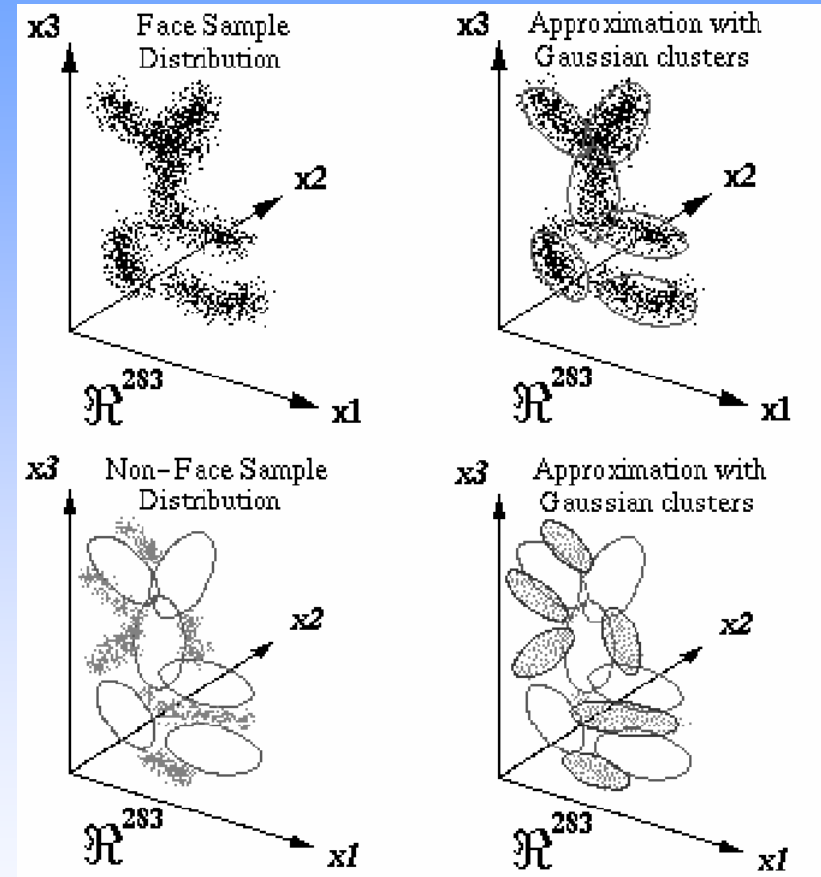 x3 Face Sample
Distribution
x2
ℜ283
x1
x3 Approximation with
Gaussian clusters
x2
ℜ283
x1
x3 Non-Face Sample
Distribution
x2
ℜ283
x1
x3 Approximation with
Gaussian clusters
x2
ℜ283
x1